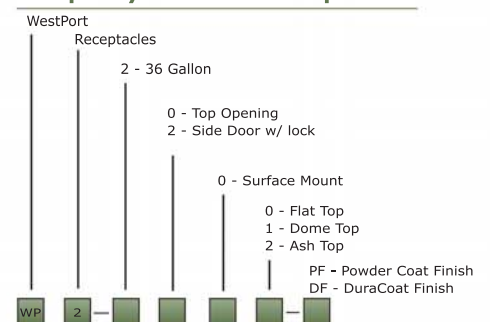 WestPort
Receptacles
2 - 36 Gallon
0 - Top Opening
2 - Side Door w/ lock
0 - Surface Mount
0 - Flat Top
1 - Dome Top
2 - Ash Top
PF - Powder Coat Finish
DF - DuraCoat Finish
WP 2 — —